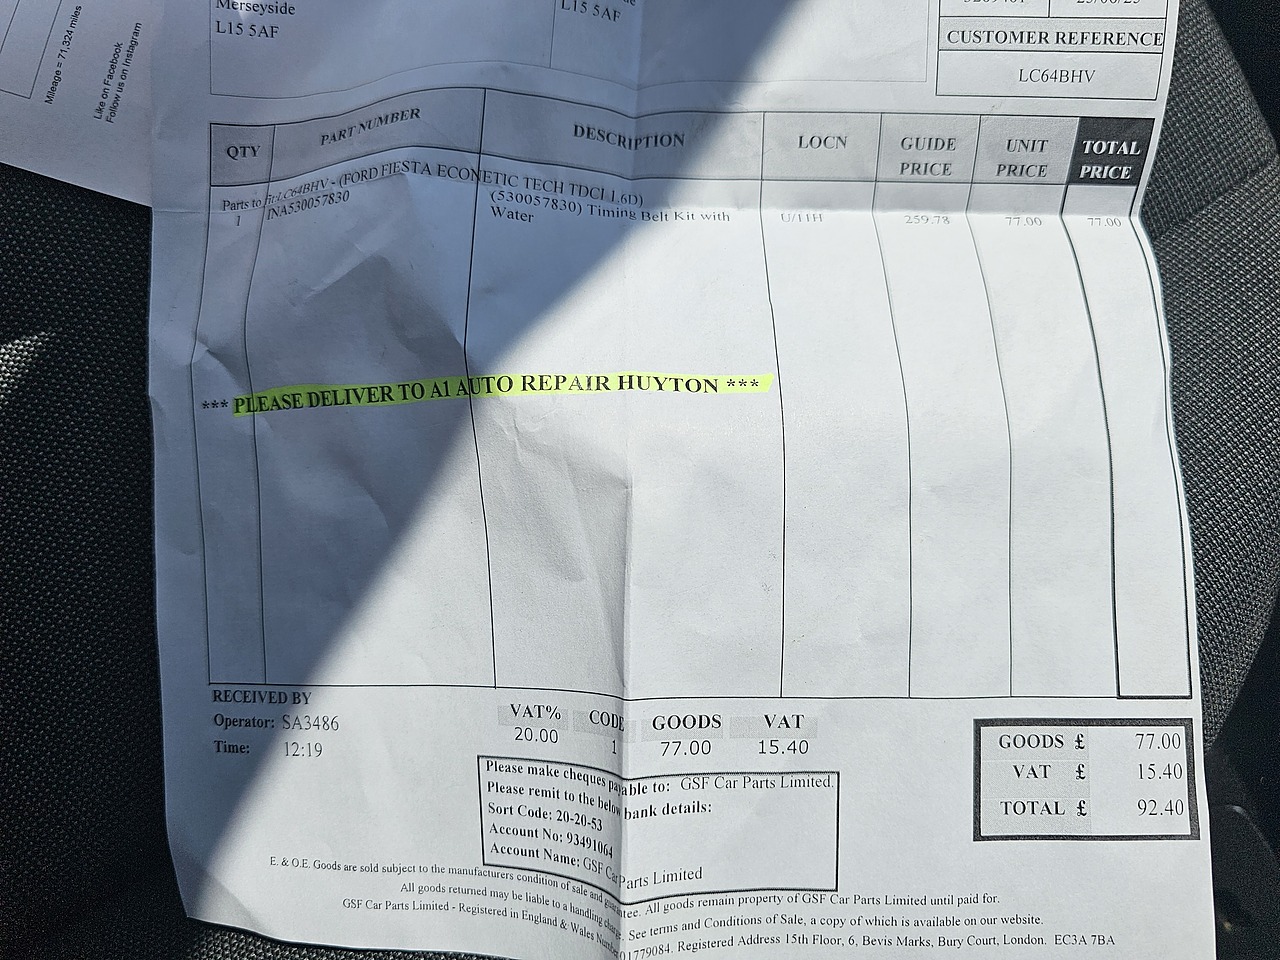 Mileage = 71,324 miles
Like on Facebook
Follow us on Instagram
Merseyside
L15 5AF
L15 5AF
CUSTOMER REFERENCE
LC64BHV
QTY PART NUMBER DESCRIPTION LOCN GUIDE PRICE UNIT PRICE TOTAL PRICE
Parts to fit LC64BHV - (FORD FIESTA ECONETIC TECH TDCI 1.6D)
1 INA530057830 (530057830) Timing Belt Kit with U/11H 259.78 77.00 77.00
Water
*** PLEASE DELIVER TO A1 AUTO REPAIR HUYTON ***
RECEIVED BY
Operator: SA3486
Time: 12:19
VAT% CODE GOODS VAT
20.00 1 77.00 15.40
GOODS £ 77.00
VAT £ 15.40
TOTAL £ 92.40
Please make cheques payable to: GSF Car Parts Limited.
Please remit to the below bank details:
Sort Code: 20-20-53
Account No: 93491064
Account Name: GSF Car Parts Limited
E. & O.E. Goods are sold subject to the manufacturers condition of sale and guarantee. All goods remain property of GSF Car Parts Limited until paid for.
All goods returned may be liable to a handling charge. See terms and Conditions of Sale, a copy of which is available on our website.
GSF Car Parts Limited - Registered in England & Wales Number 01779084. Registered Address 15th Floor, 6, Bevis Marks, Bury Court, London. EC3A 7BA